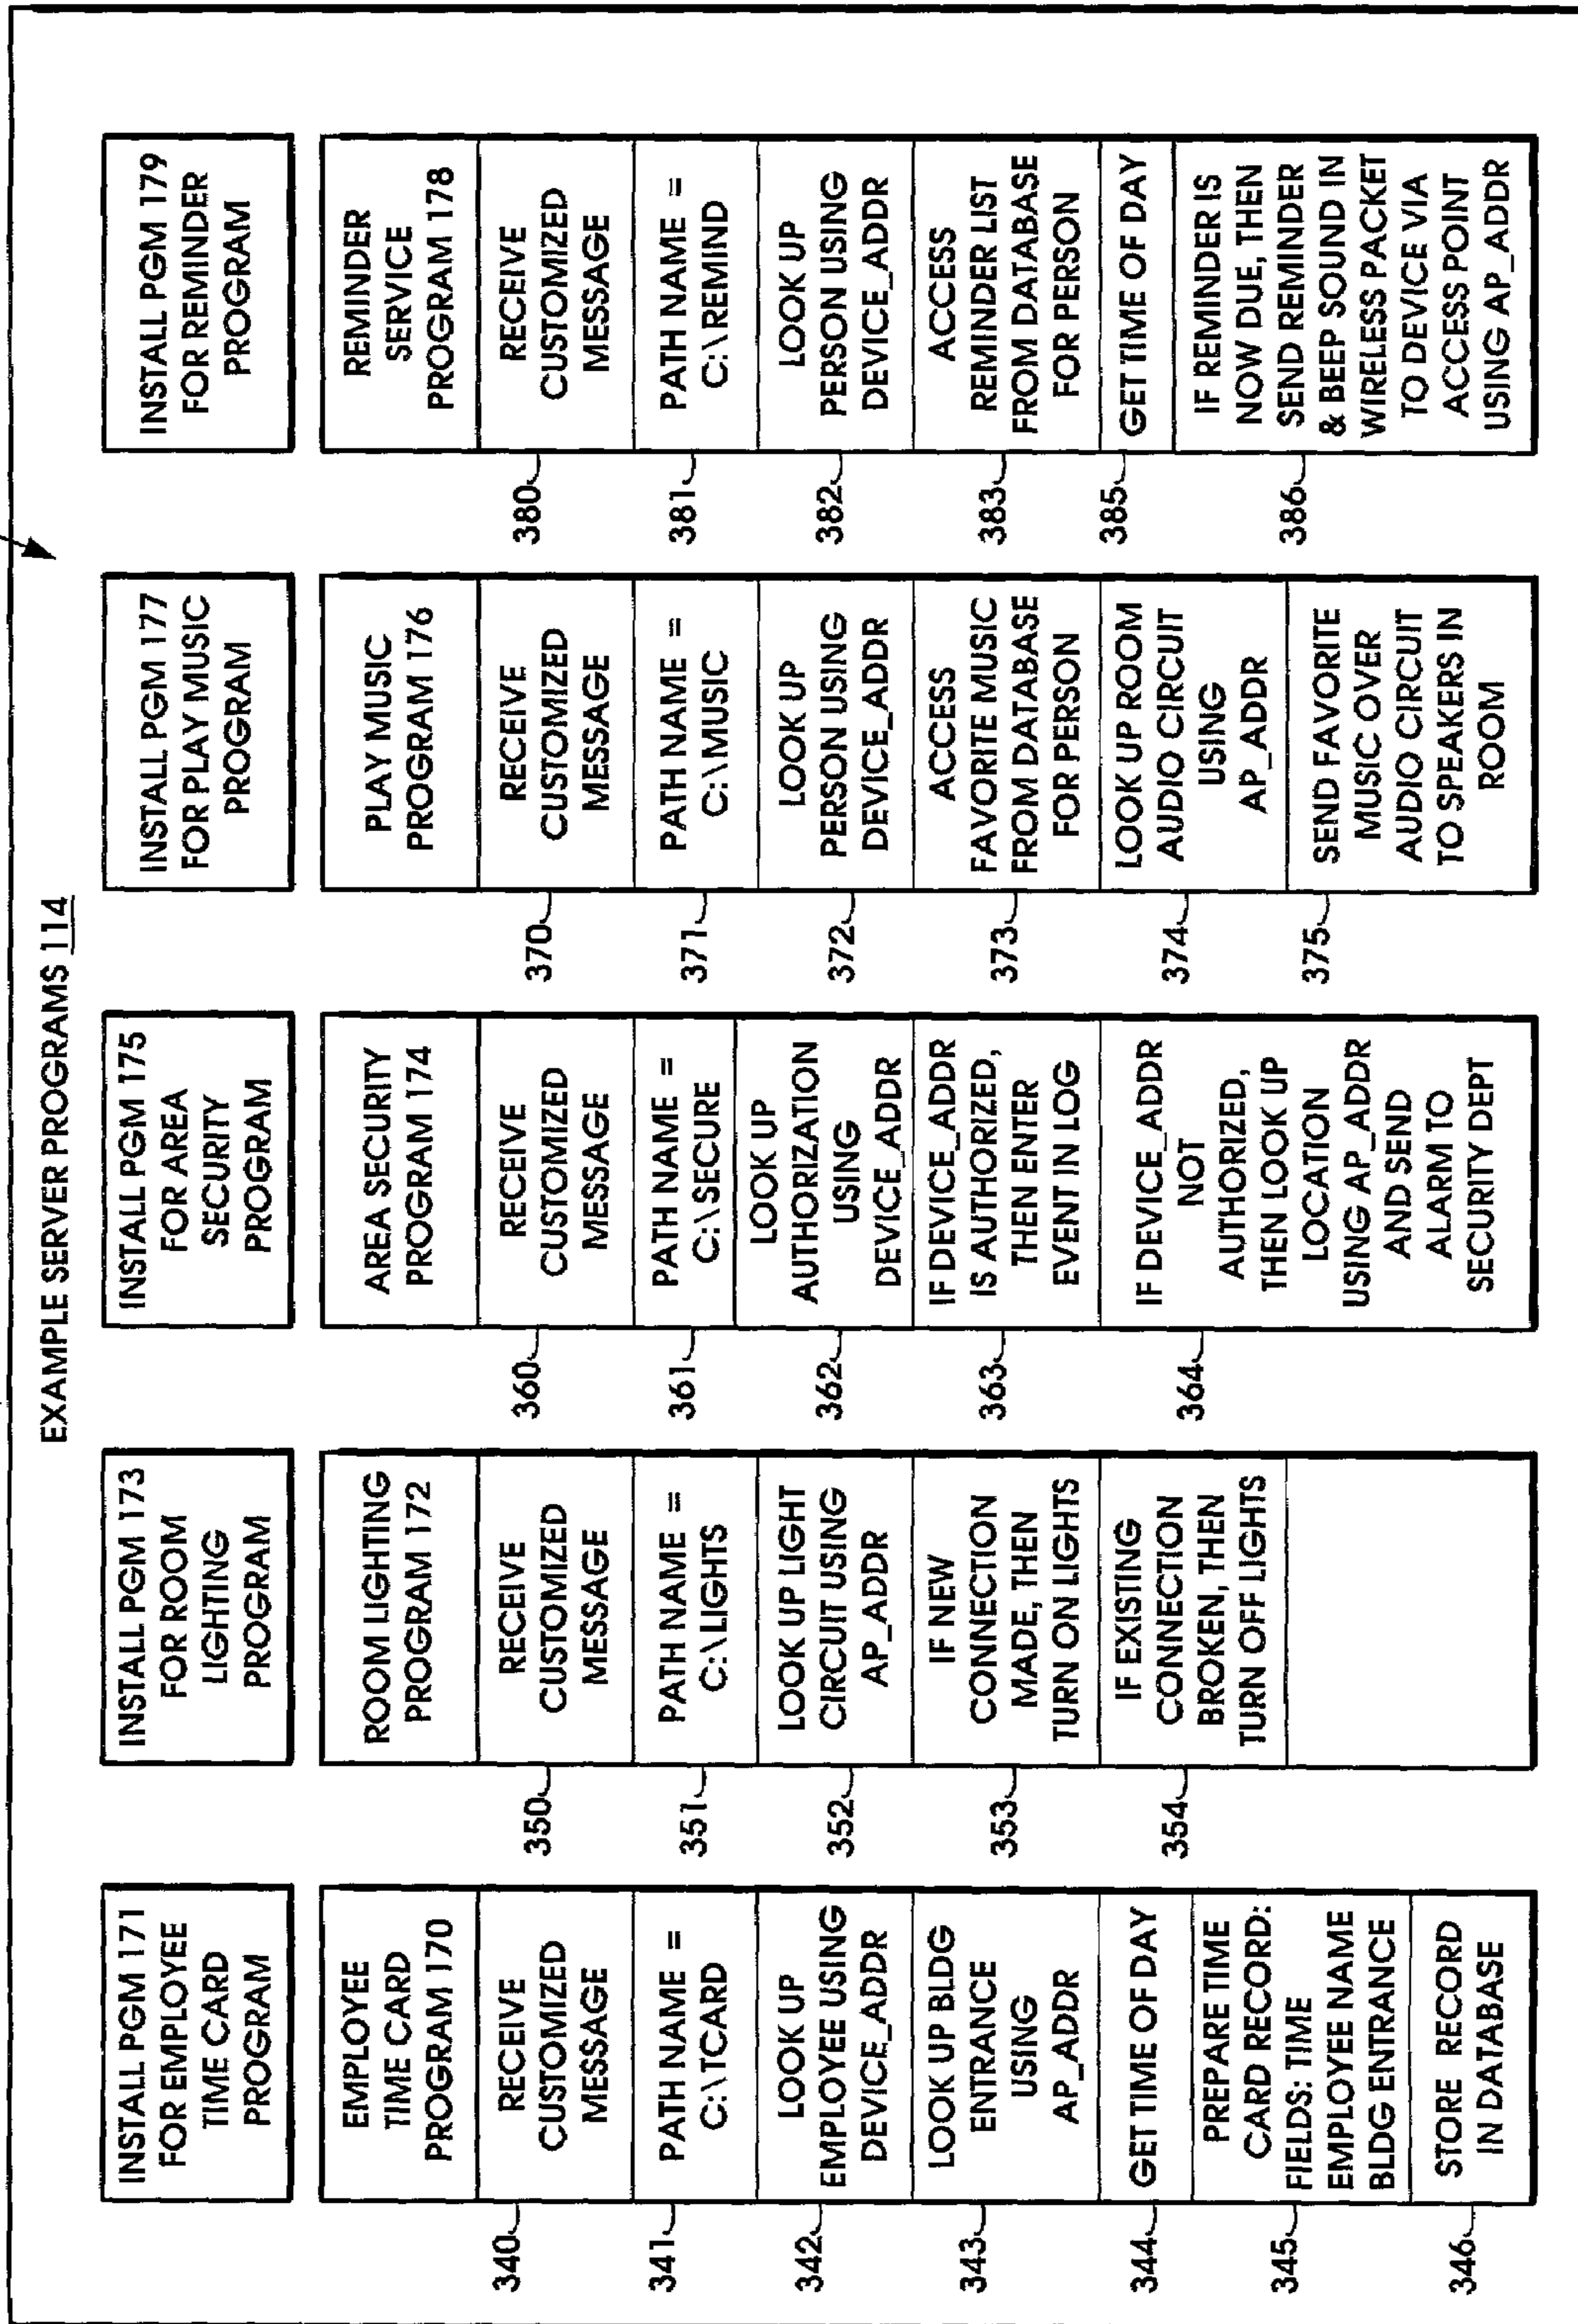 EXAMPLE SERVER PROGRAMS 114
INSTALL PGM 171
FOR EMPLOYEE
TIME CARD
PROGRAM
EMPLOYEE
TIME CARD
PROGRAM 170
340
RECEIVE
CUSTOMIZED
MESSAGE
341
PATH NAME =
C:\TCARD
342
LOOK UP
EMPLOYEE USING
DEVICE_ADDR
343
LOOK UP BLDG
ENTRANCE
USING
AP_ADDR
344
GET TIME OF DAY
345
PREPARE TIME
CARD RECORD:
FIELDS: TIME
EMPLOYEE NAME
BLDG ENTRANCE
346
STORE RECORD
IN DATABASE
INSTALL PGM 173
FOR ROOM
LIGHTING
PROGRAM
ROOM LIGHTING
PROGRAM 172
350
RECEIVE
CUSTOMIZED
MESSAGE
351
PATH NAME =
C:\LIGHTS
352
LOOK UP LIGHT
CIRCUIT USING
AP_ADDR
353
IF NEW
CONNECTION
MADE, THEN
TURN ON LIGHTS
354
IF EXISTING
CONNECTION
BROKEN, THEN
TURN OFF LIGHTS
INSTALL PGM 175
FOR AREA
SECURITY
PROGRAM
AREA SECURITY
PROGRAM 174
360
RECEIVE
CUSTOMIZED
MESSAGE
361
PATH NAME =
C:\SECURE
362
LOOK UP
AUTHORIZATION
USING
DEVICE_ADDR
363
IF DEVICE_ADDR
IS AUTHORIZED,
THEN ENTER
EVENT IN LOG
364
IF DEVICE_ADDR
NOT
AUTHORIZED,
THEN LOOK UP
LOCATION
USING AP_ADDR
AND SEND
ALARM TO
SECURITY DEPT
INSTALL PGM 177
FOR PLAY MUSIC
PROGRAM
PLAY MUSIC
PROGRAM 176
370
RECEIVE
CUSTOMIZED
MESSAGE
371
PATH NAME =
C:\MUSIC
372
LOOK UP
PERSON USING
DEVICE_ADDR
373
ACCESS
FAVORITE MUSIC
FROM DATABASE
FOR PERSON
374
LOOK UP ROOM
AUDIO CIRCUIT
USING
AP_ADDR
375
SEND FAVORITE
MUSIC OVER
AUDIO CIRCUIT
TO SPEAKERS IN
ROOM
INSTALL PGM 179
FOR REMINDER
PROGRAM
REMINDER
SERVICE
PROGRAM 178
380
RECEIVE
CUSTOMIZED
MESSAGE
381
PATH NAME =
C:\REMIND
382
LOOK UP
PERSON USING
DEVICE_ADDR
383
ACCESS
REMINDER LIST
FROM DATABASE
FOR PERSON
385
GET TIME OF DAY
386
IF REMINDER IS
NOW DUE, THEN
SEND REMINDER
& BEEP SOUND IN
WIRELESS PACKET
TO DEVICE VIA
ACCESS POINT
USING AP_ADDR